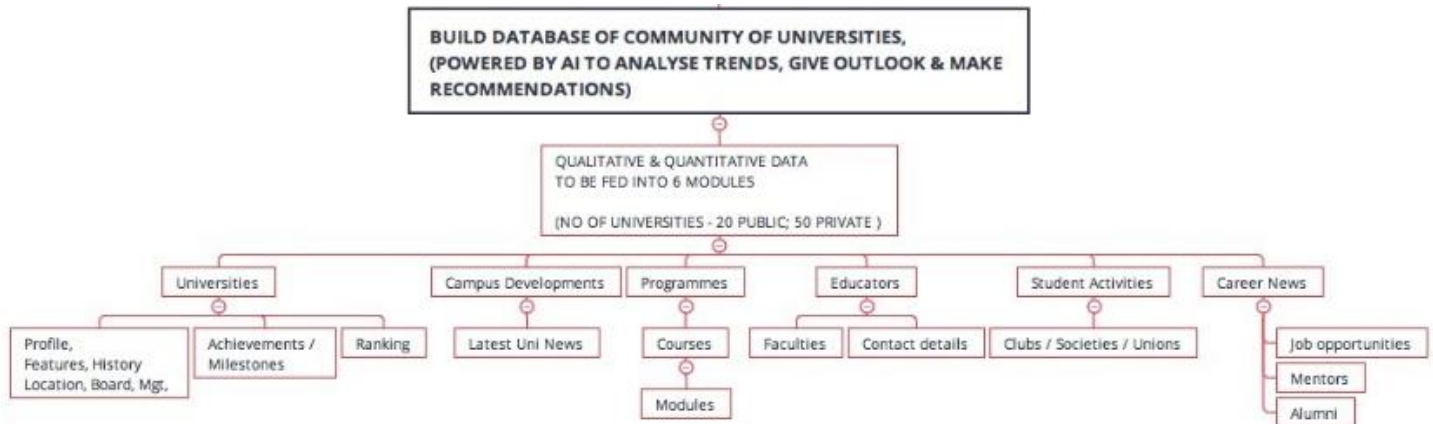 BUILD DATABASE OF COMMUNITY OF UNIVERSITIES,
(POWERED BY AI TO ANALYSE TRENDS, GIVE OUTLOOK & MAKE
RECOMMENDATIONS)
QUALITATIVE & QUANTITATIVE DATA
TO BE FED INTO 6 MODULES
(NO OF UNIVERSITIES - 20 PUBLIC; 50 PRIVATE )
Universities
Campus Developments
Programmes
Educators
Student Activities
Career News
Profile,
Features, History
Location, Board, Mgt,
Achievements /
Milestones
Ranking
Latest Uni News
Courses
Modules
Faculties
Contact details
Clubs / Societies / Unions
Job opportunities
Mentors
Alumni